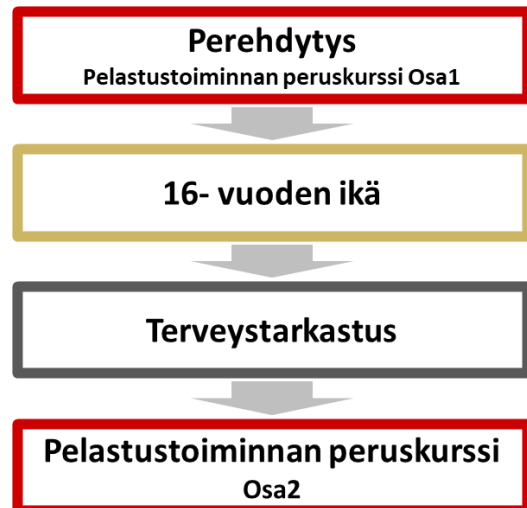 Perehdytys
Pelastustoiminnan peruskurssi Osa1
16- vuoden ikä
Terveystarkastus
Pelastustoiminnan peruskurssi
Osa2